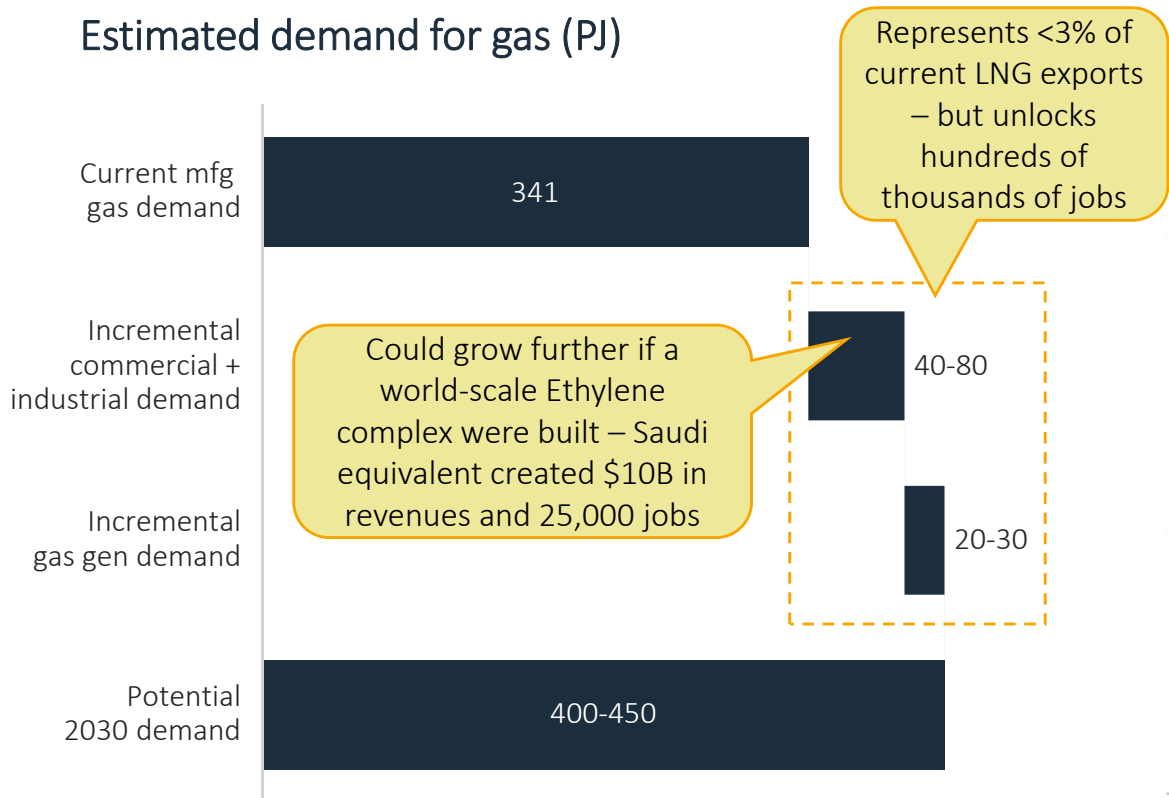 Estimated demand for gas (PJ)
Represents <3% of
current LNG exports
– but unlocks
hundreds of
thousands of jobs
Current mfg
gas demand
341
Incremental
commercial +
industrial demand
Could grow further if a
world-scale Ethylene
complex were built – Saudi
equivalent created $10B in
revenues and 25,000 jobs
40-80
Incremental
gas gen demand
20-30
Potential
2030 demand
400-450